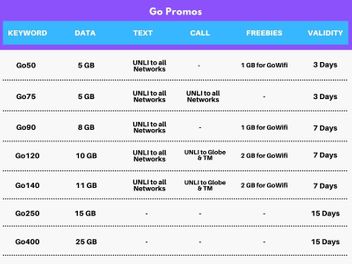 Go Promos
KEYWORD DATA TEXT CALL FREEBIES VALIDITY
Go50 5 GB UNLI to all Networks - 1 GB for GoWifi 3 Days
Go75 5 GB UNLI to all Networks UNLI to all Networks - 3 Days
Go90 8 GB UNLI to all Networks - 1 GB for GoWifi 7 Days
Go120 10 GB UNLI to all Networks UNLI to Globe & TM 2 GB for GoWifi 7 Days
Go140 11 GB UNLI to all Networks UNLI to Globe & TM 2 GB for GoWifi 7 Days
Go250 15 GB - - - 15 Days
Go400 25 GB - - - 15 Days